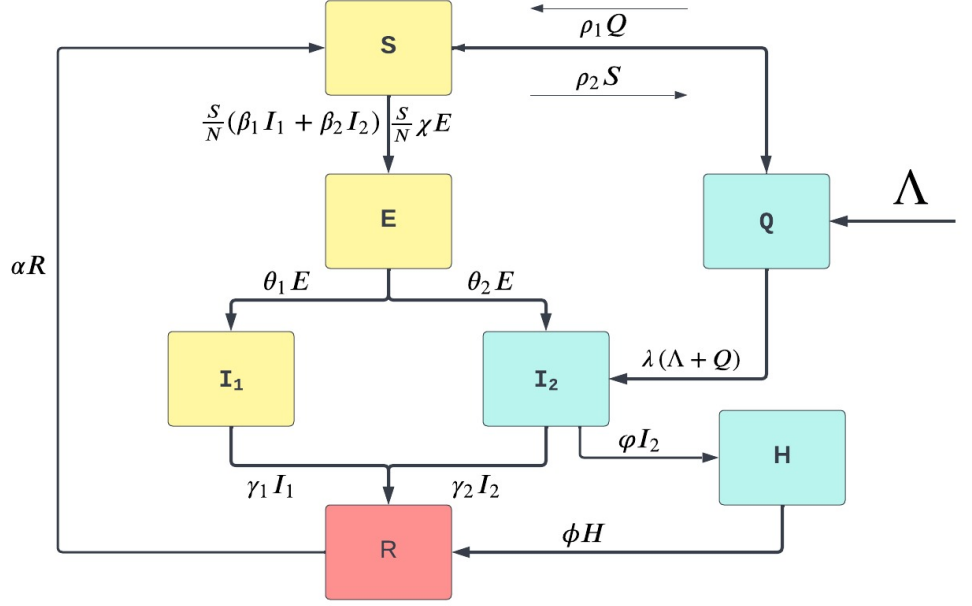 S
ρ₁Q
ρ₂S
S/N(β₁I₁ + β₂I₂) S/N χE
E
Q
Λ
αR
θ₁E
θ₂E
I₁
I₂
λ(Λ + Q)
φI₂
H
γ₁I₁
γ₂I₂
R
ϕH